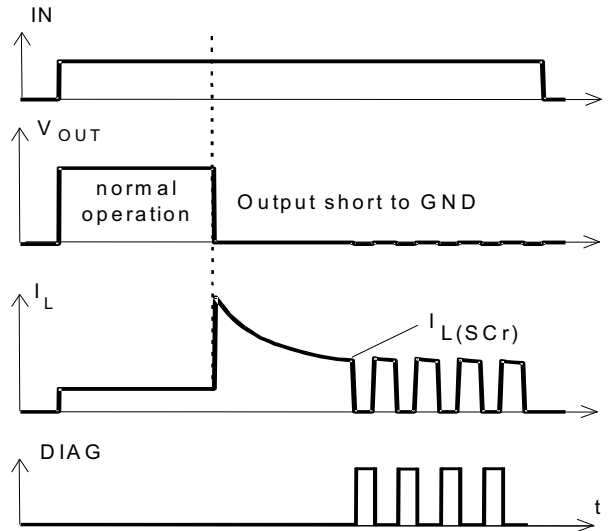 IN
V OUT
normal
operation
Output short to GND
I L
I L(SCr)
DIAG
t